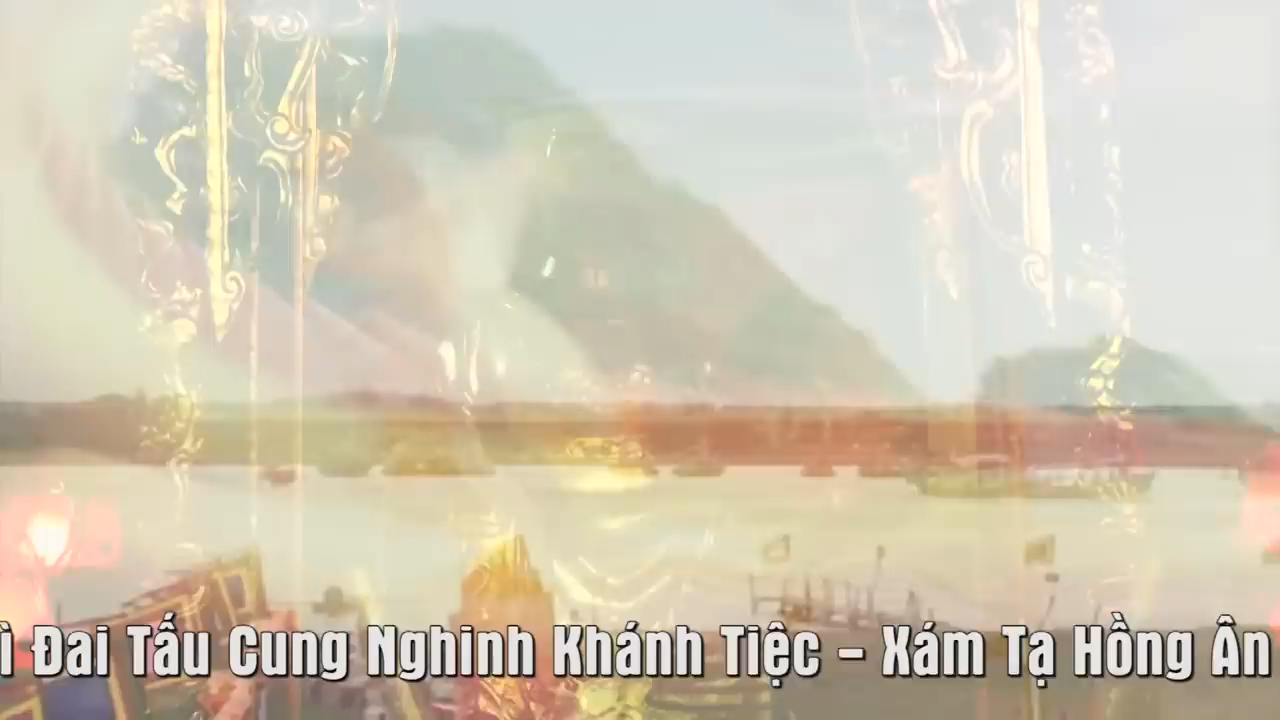 ì Đai Tấu Cung Nghinh Khánh Tiệc - Xám Tạ Hồng Ân